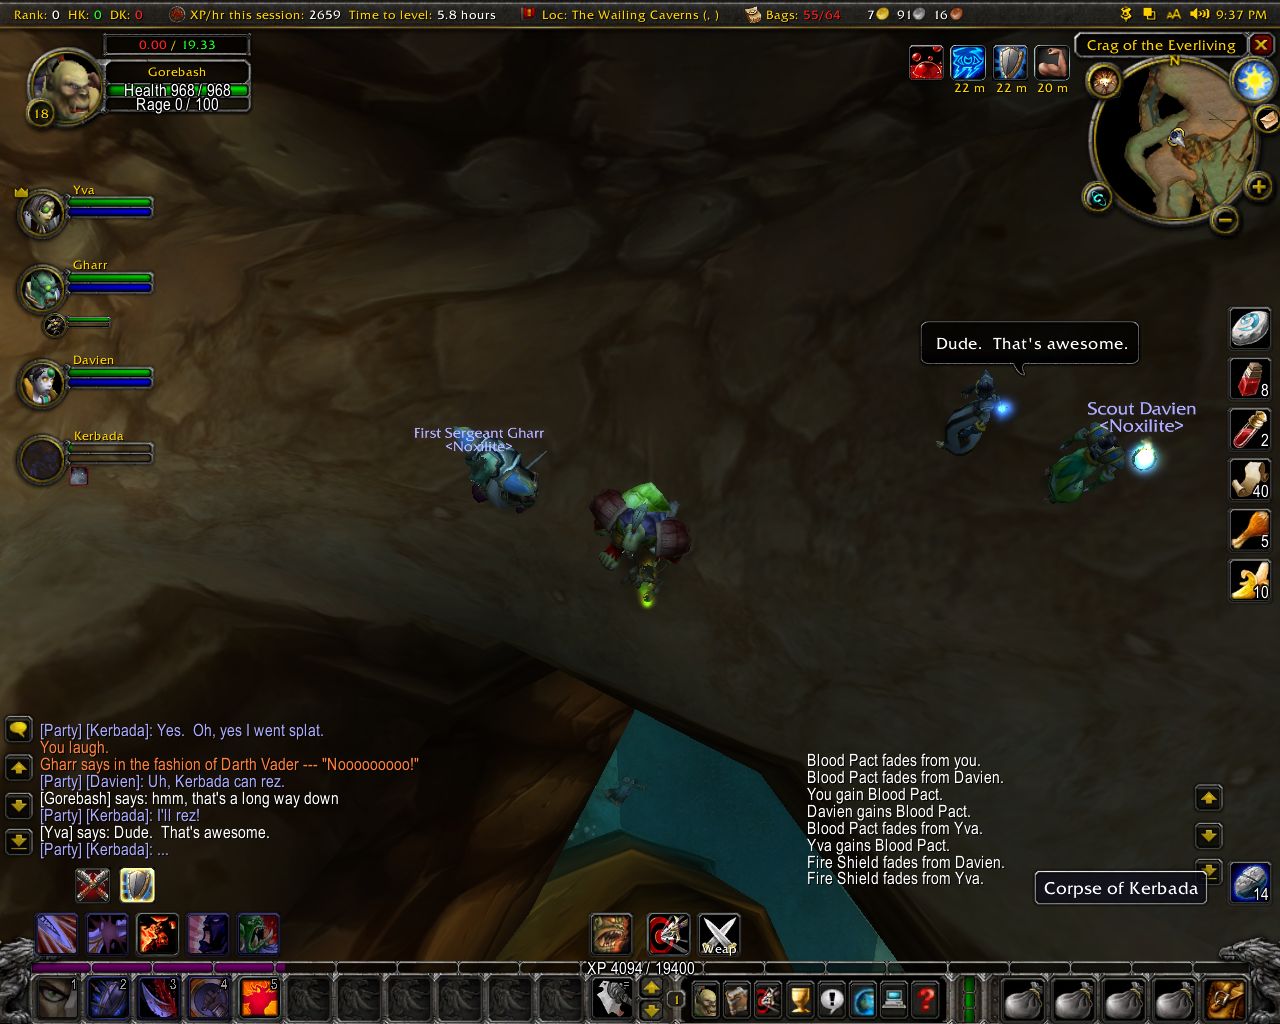 Rank: 0 HK: 0 DK: 0
XP/hr this session: 2659 Time to level: 5.8 hours
Loc: The Wailing Caverns (, )
Bags: 55/64
7 91 16
AA
9:37 PM
0.00 / 19.33
Gorebash
Health 968 / 968
Rage 0 / 100
18
22 m 22 m 20 m
Crag of the Everliving
N
Yva
Gharr
Davien
Kerbada
Dude. That's awesome.
First Sergeant Gharr
<Noxilite>
Scout Davien
<Noxilite>
8
2
40
5
10
[Party] [Kerbada]: Yes. Oh, yes I went splat.
You laugh.
Gharr says in the fashion of Darth Vader --- "Nooooooooo!"
[Party] [Davien]: Uh, Kerbada can rez.
[Gorebash] says: hmm, that's a long way down
[Party] [Kerbada]: I'll rez!
[Yva] says: Dude. That's awesome.
[Party] [Kerbada]: ...
Blood Pact fades from you.
Blood Pact fades from Davien.
You gain Blood Pact.
Davien gains Blood Pact.
Blood Pact fades from Yva.
Yva gains Blood Pact.
Fire Shield fades from Davien.
Fire Shield fades from Yva.
Corpse of Kerbada
14
Weap
XP 4094 / 19400
1 2 3 4 5 = 1